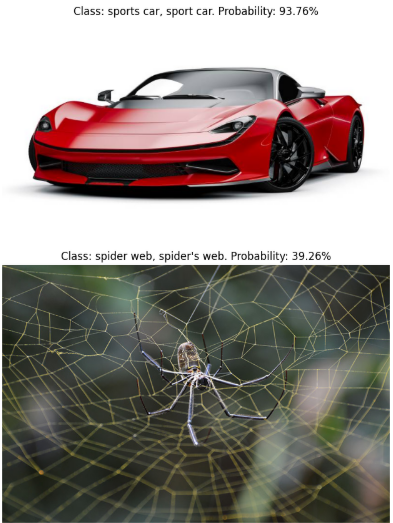 Class: sports car, sport car. Probability: 93.76%
Class: spider web, spider's web. Probability: 39.26%